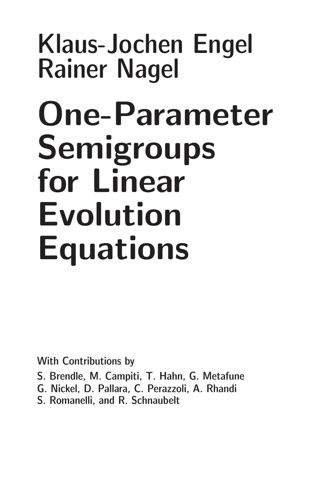 Klaus-Jochen Engel
Rainer Nagel
One-Parameter
Semigroups
for Linear
Evolution
Equations
With Contributions by
S. Brendle, M. Campiti, T. Hahn, G. Metafune
G. Nickel, D. Pallara, C. Perazzoli, A. Rhandi
S. Romanelli, and R. Schnaubelt